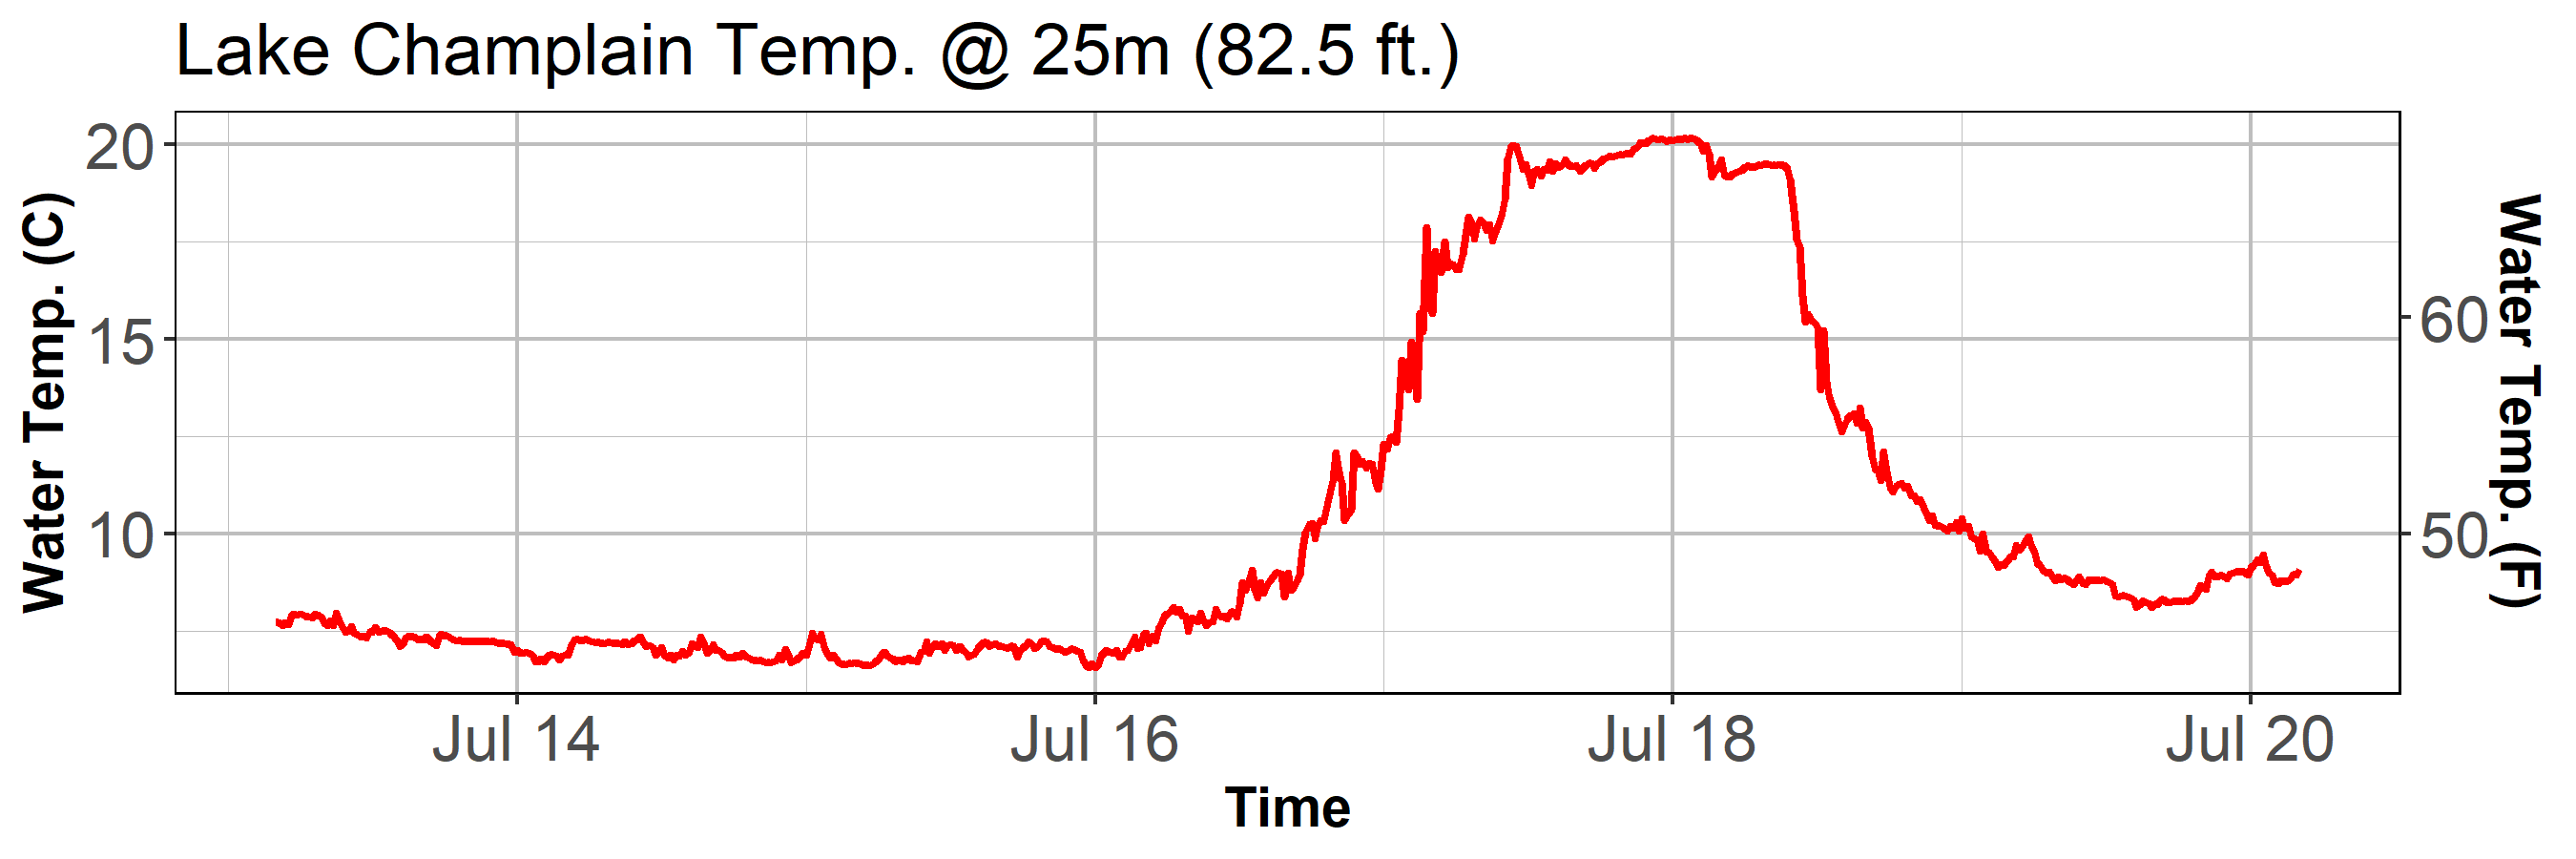 Lake Champlain Temp. @ 25m (82.5 ft.)
Water Temp. (C)
20
15
10
60
50
Water Temp. (F)
Jul 14
Jul 16
Jul 18
Jul 20
Time